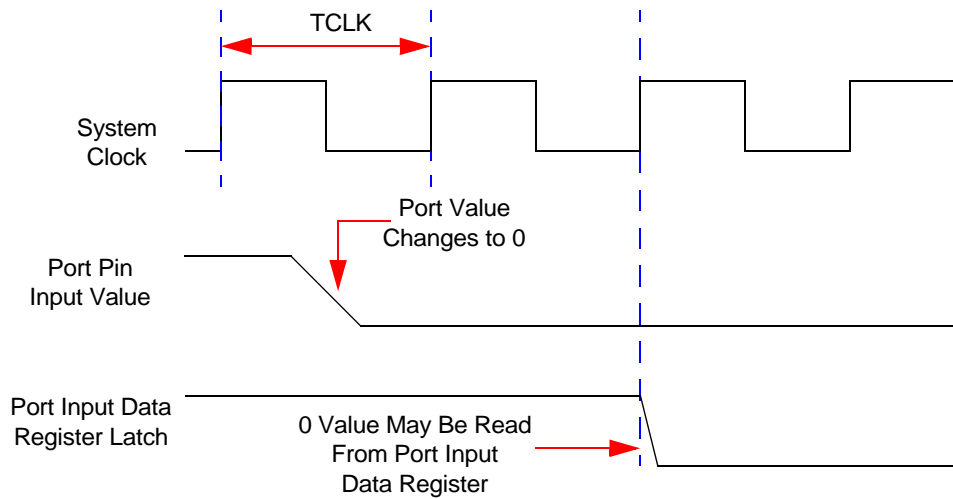 TCLK
System
Clock
Port Value
Changes to 0
Port Pin
Input Value
Port Input Data
Register Latch
0 Value May Be Read
From Port Input
Data Register